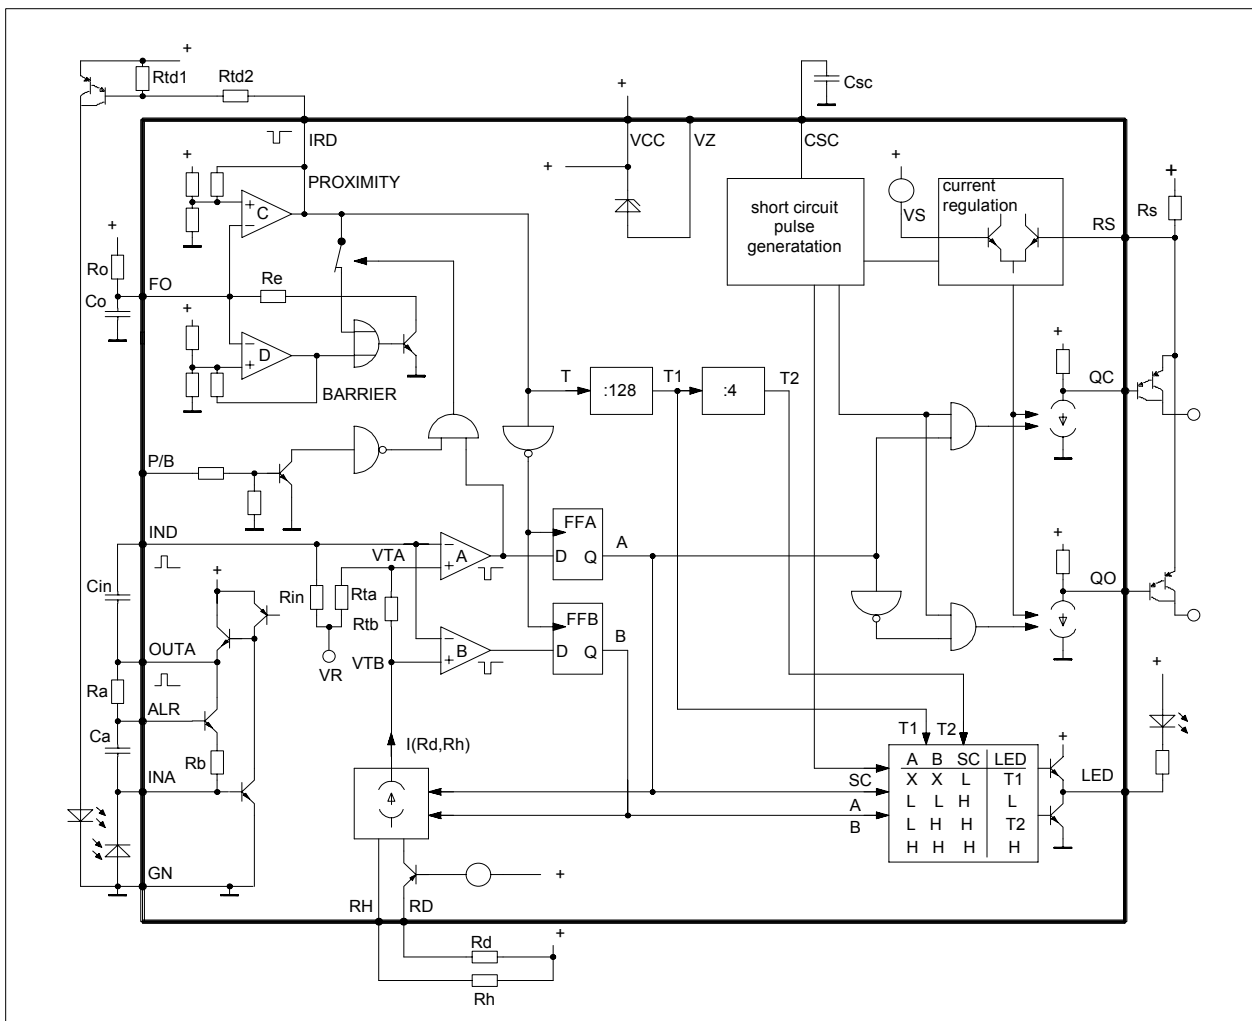 +
Rtd1
Rtd2
Csc
+
IRD
VCC
VZ
CSC
+
+
+
+
PROXIMITY
+
C
−
short circuit
pulse
generatation
VS
current
regulation
RS
Rs
+
Ro
FO
Re
Co
+
−
D
+
BARRIER
T
:128
T1
:4
T2
+
QC
P/B
IND
VTA
−
A
+
FFA
D
Q
A
+
QO
Cin
+
Rin
Rta
Rtb
FFB
D
Q
B
−
B
+
OUTA
VR
VTB
Ra
ALR
+
Ca
Rb
I(Rd,Rh)
T1
T2
INA
SC
A
B
A B SC LED
X X L T1
L L H L
L H H T2
H H H H
+
LED
GN
+
RH
RD
+
Rd
Rh